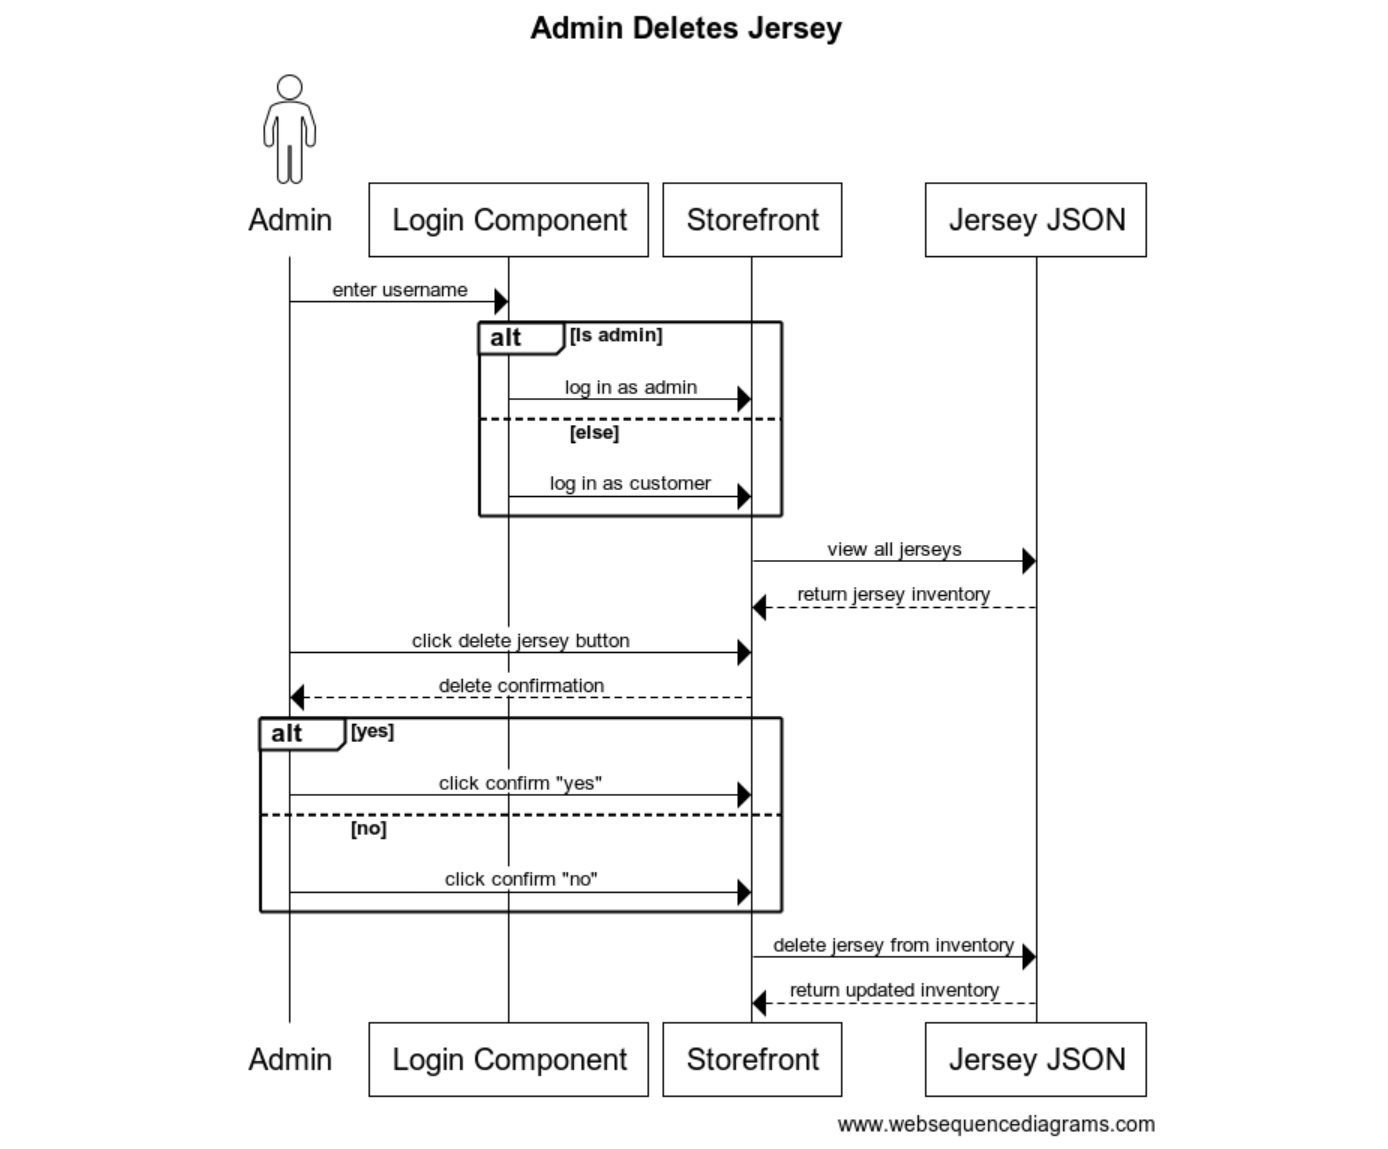 Admin Deletes Jersey
Admin
Login Component
Storefront
Jersey JSON
enter username
alt [Is admin]
log in as admin
[else]
log in as customer
view all jerseys
return jersey inventory
click delete jersey button
delete confirmation
alt [yes]
click confirm "yes"
[no]
click confirm "no"
delete jersey from inventory
return updated inventory
Admin
Login Component
Storefront
Jersey JSON
www.websequencediagrams.com